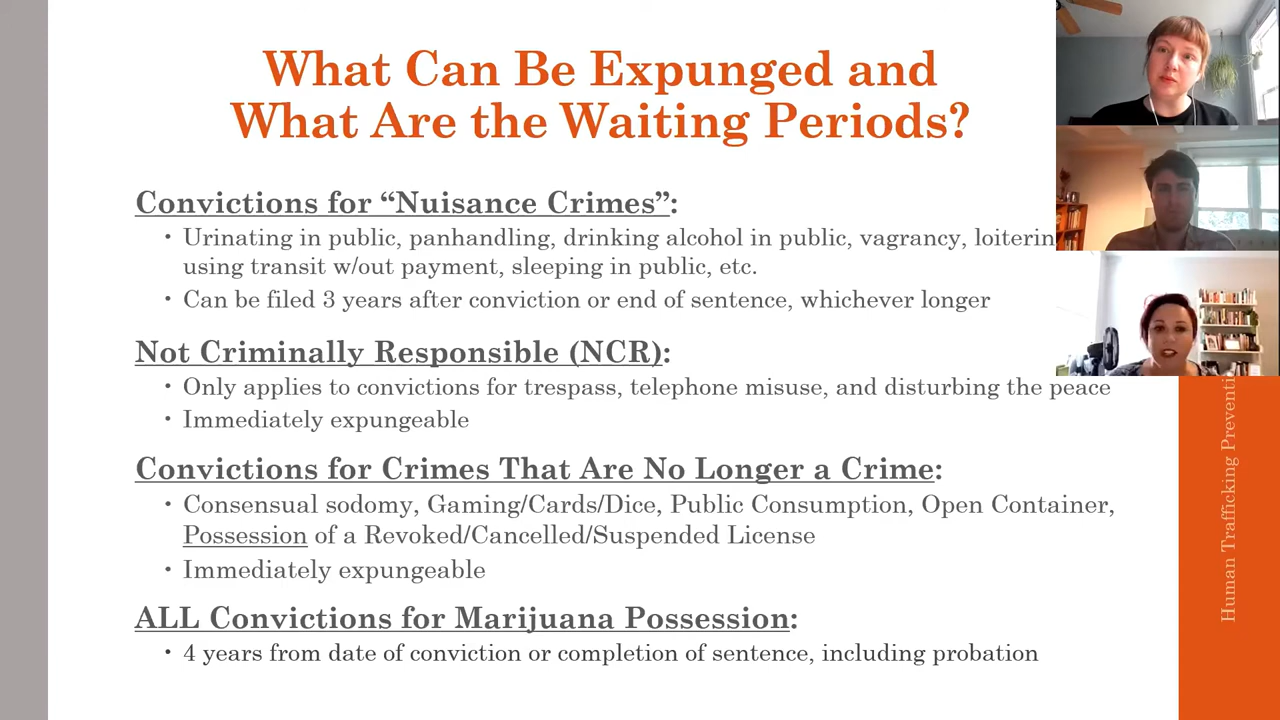 What Can Be Expunged and
What Are the Waiting Periods?
Convictions for “Nuisance Crimes”:
• Urinating in public, panhandling, drinking alcohol in public, vagrancy, loiterin
using transit w/out payment, sleeping in public, etc.
• Can be filed 3 years after conviction or end of sentence, whichever longer
Not Criminally Responsible (NCR):
• Only applies to convictions for trespass, telephone misuse, and disturbing the peace
• Immediately expungeable
Convictions for Crimes That Are No Longer a Crime:
• Consensual sodomy, Gaming/Cards/Dice, Public Consumption, Open Container,
Possession of a Revoked/Cancelled/Suspended License
• Immediately expungeable
ALL Convictions for Marijuana Possession:
• 4 years from date of conviction or completion of sentence, including probation
Human Trafficking Preventi